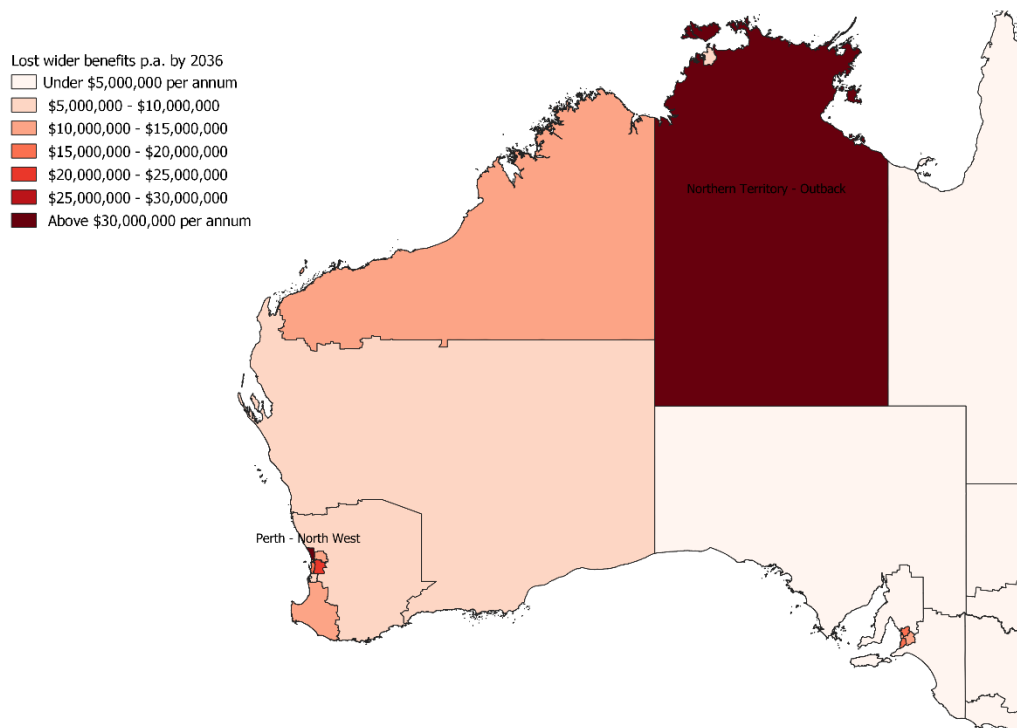 Lost wider benefits p.a. by 2036
Under $5,000,000 per annum
$5,000,000 - $10,000,000
$10,000,000 - $15,000,000
$15,000,000 - $20,000,000
$20,000,000 - $25,000,000
$25,000,000 - $30,000,000
Above $30,000,000 per annum
Northern Territory - Outback
Perth - North West